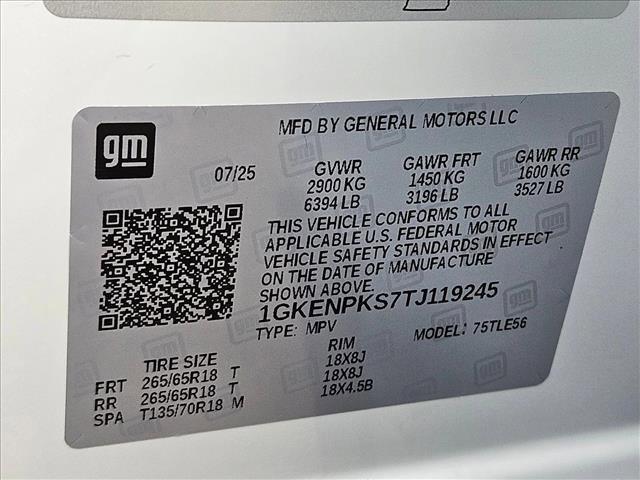 gm
MFD BY GENERAL MOTORS LLC
07/25
GVWR GAWR FRT GAWR RR
2900 KG 1450 KG 1600 KG
6394 LB 3196 LB 3527 LB
THIS VEHICLE CONFORMS TO ALL
APPLICABLE U.S. FEDERAL MOTOR
VEHICLE SAFETY STANDARDS IN EFFECT
ON THE DATE OF MANUFACTURE
SHOWN ABOVE.
1GKENPKS7TJ119245
TYPE: MPV MODEL: 75TLE56
TIRE SIZE RIM
FRT 265/65R18 T 18X8J
RR 265/65R18 T 18X8J
SPA T135/70R18 M 18X4.5B